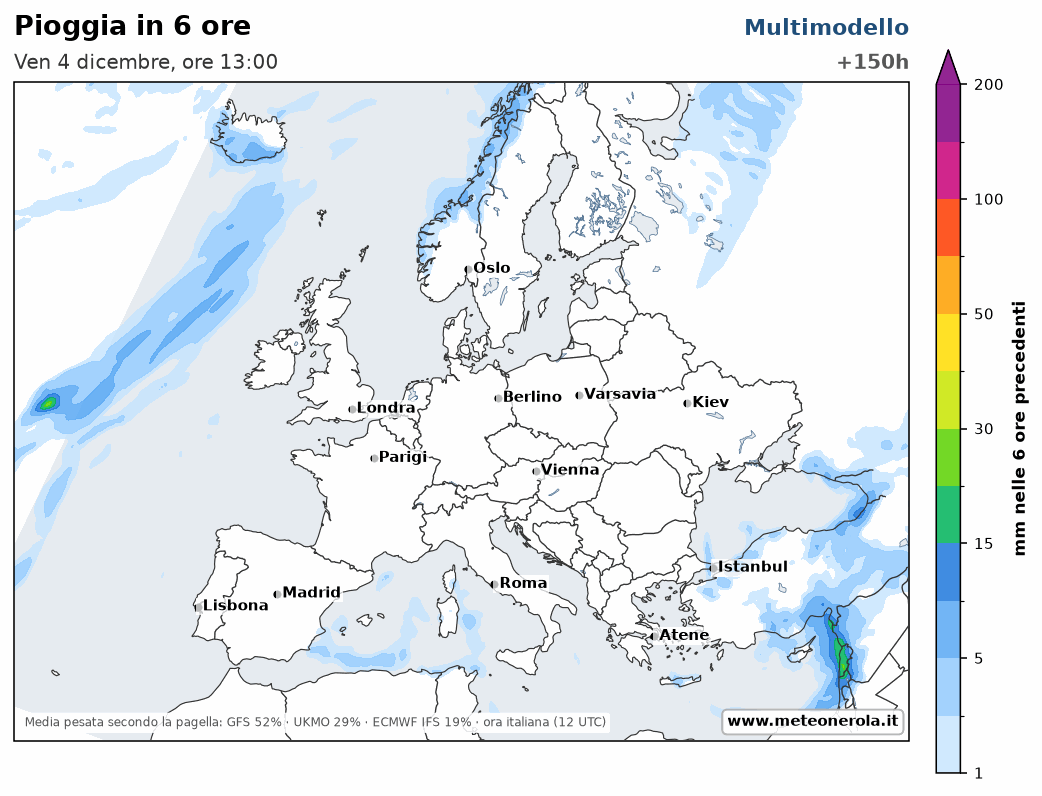 Pioggia in 6 ore
Multimodello
Ven 4 dicembre, ore 13:00
+150h
200
100
50
30
15
5
1
mm nelle 6 ore precedenti
Oslo
Londra
Berlino
Varsavia
Kiev
Parigi
Vienna
Istanbul
Madrid
Roma
Lisbona
Atene
Media pesata secondo la pagella: GFS 52% · UKMO 29% · ECMWF IFS 19% · ora italiana (12 UTC)
www.meteonerola.it